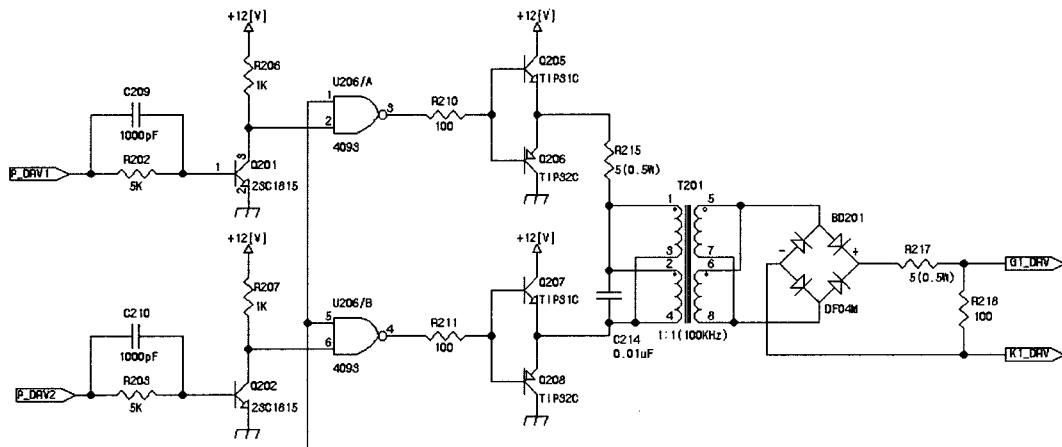 +12[V]
R206
1K
C209
1000pF
P_DRV1
R202
5K
1
3
2
Q201
2SC1815
U206/A
1
2
3
4093
R210
100
+12[V]
Q205
TIP31C
Q206
TIP32C
R215
5(0.5W)
T201
1
3
2
4
5
7
6
8
1:1(100KHz)
C214
0.01uF
BD201
-
+
DF04M
R217
5(0.5W)
R218
100
G1_DRV
K1_DRV
+12[V]
R207
1K
C210
1000pF
P_DRV2
R203
5K
Q202
2SC1815
U206/B
5
6
4
4093
R211
100
+12[V]
Q207
TIP31C
Q208
TIP32C